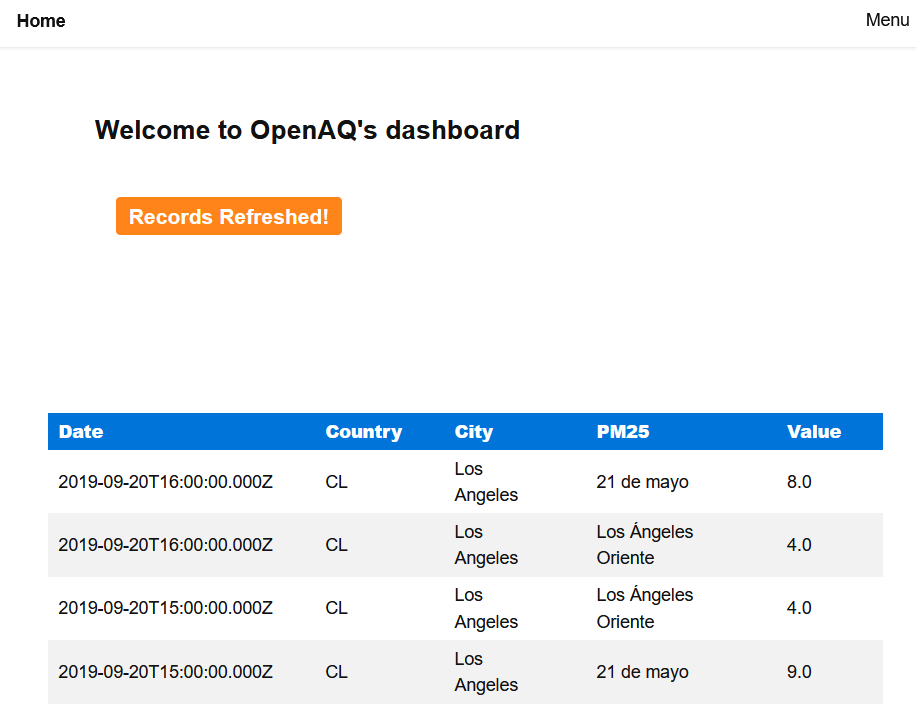 Home Menu
Welcome to OpenAQ's dashboard
Records Refreshed!
Date Country City PM25 Value
2019-09-20T16:00:00.000Z CL Los Angeles 21 de mayo 8.0
2019-09-20T16:00:00.000Z CL Los Angeles Los Ángeles Oriente 4.0
2019-09-20T15:00:00.000Z CL Los Angeles Los Ángeles Oriente 4.0
2019-09-20T15:00:00.000Z CL Los Angeles 21 de mayo 9.0